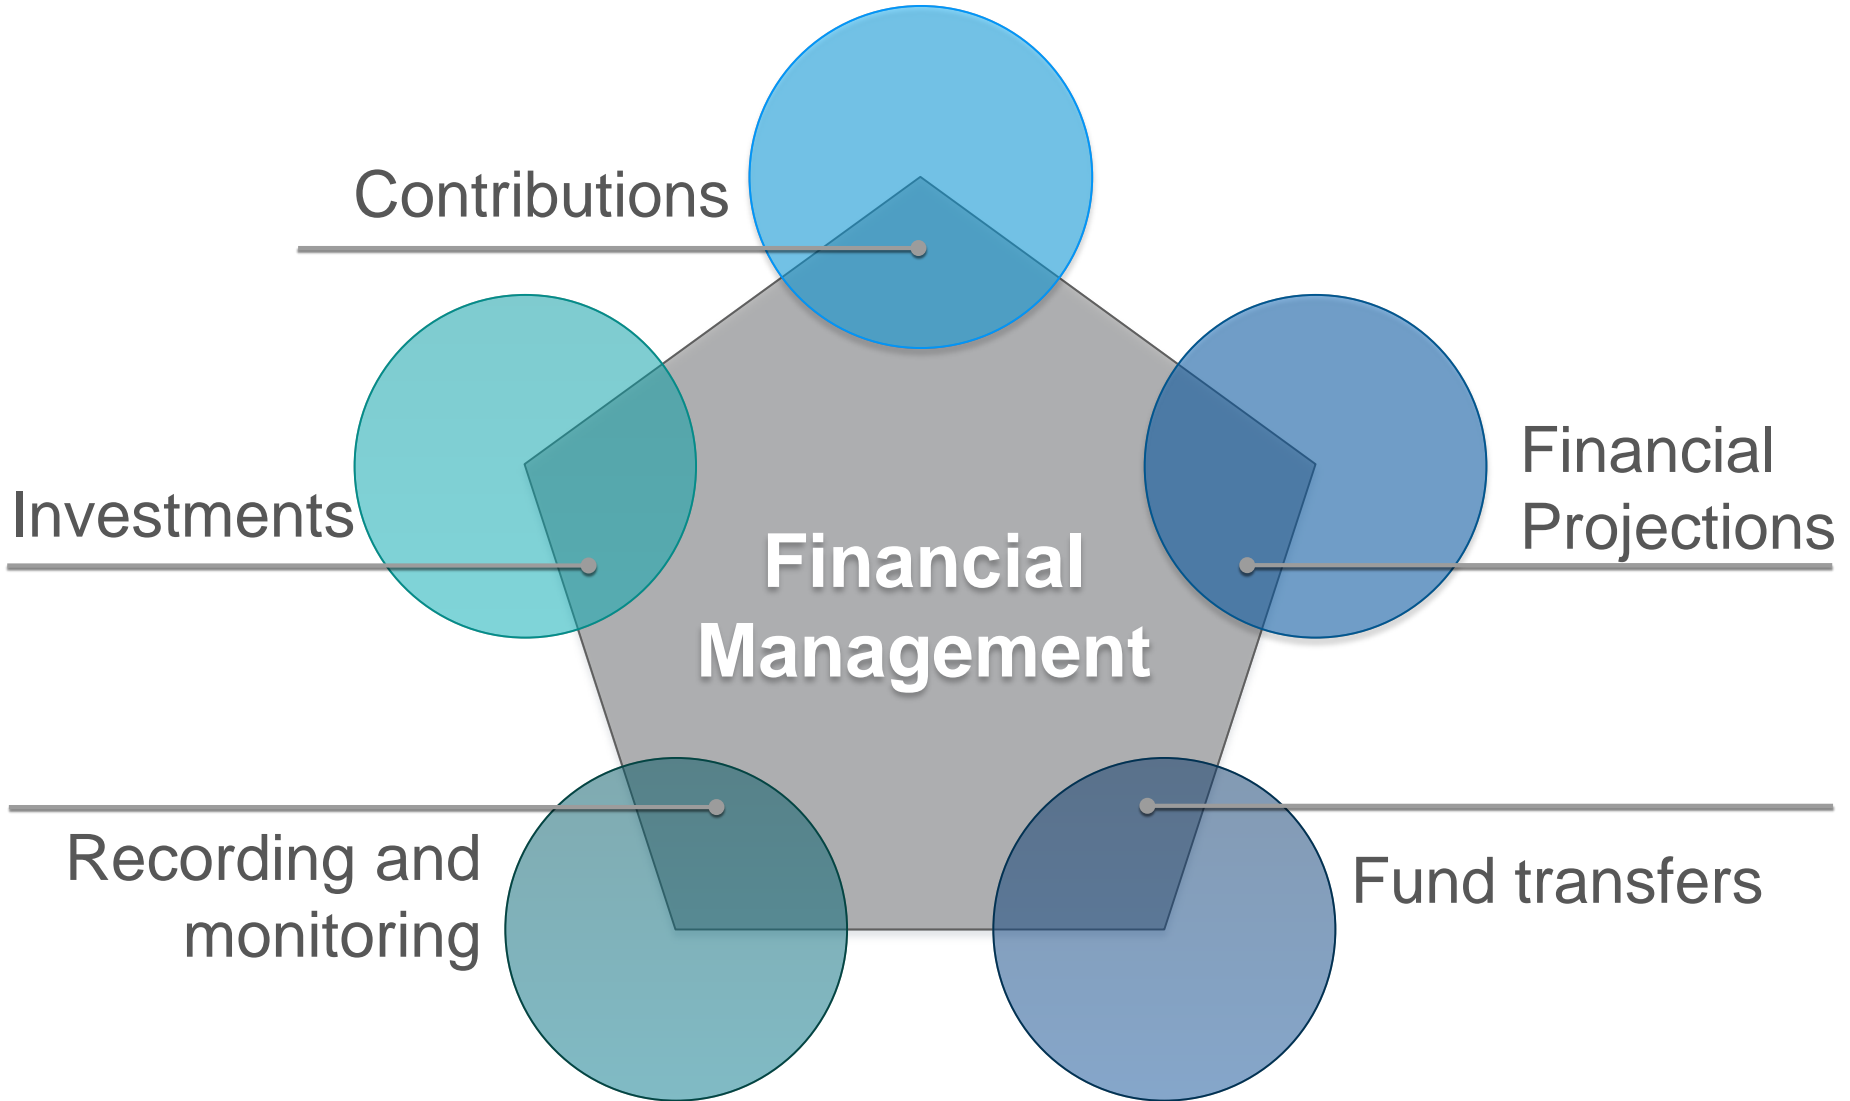 Contributions
Financial
Projections
Investments
Financial
Management
Recording and
monitoring
Fund transfers